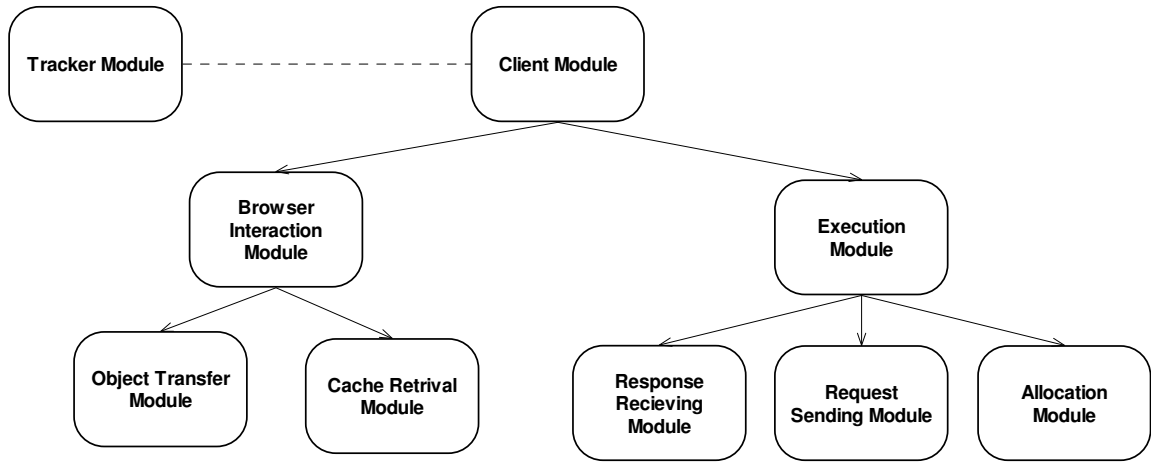 Tracker Module
Client Module
Browser
Interaction
Module
Execution
Module
Object Transfer
Module
Cache Retrival
Module
Response
Recieving
Module
Request
Sending Module
Allocation
Module